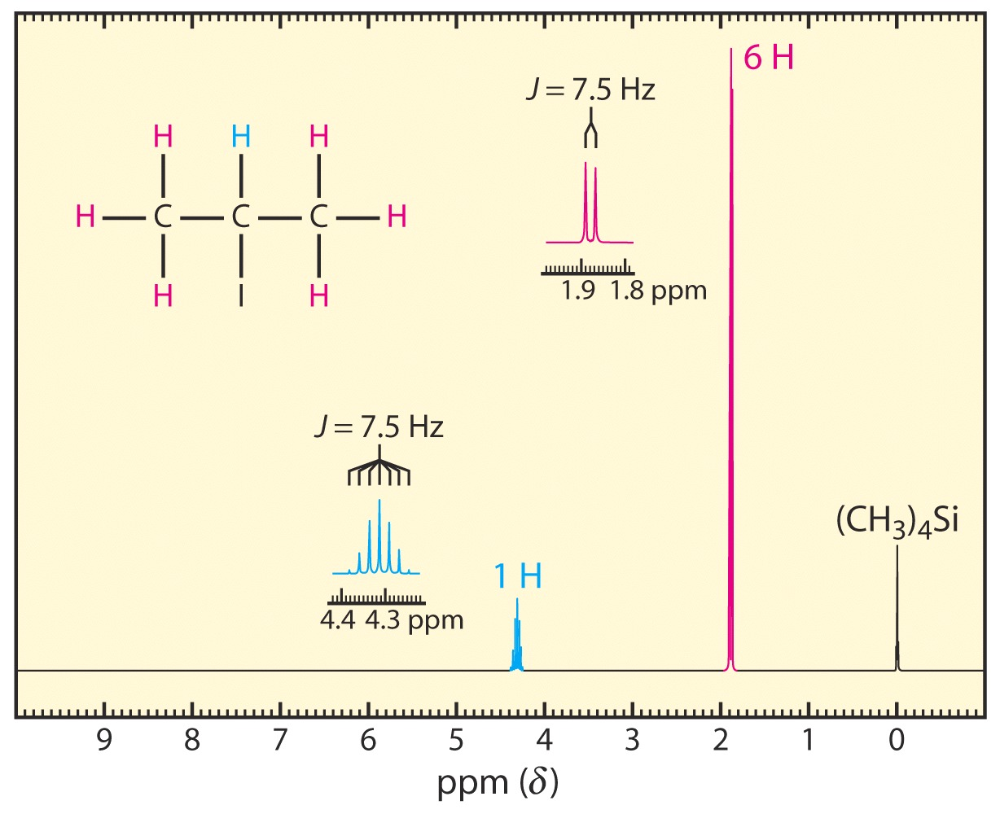 6 H
J = 7.5 Hz
H H H
H C C C H
H I H
1.9 1.8 ppm
J = 7.5 Hz
(CH₃)₄Si
1 H
4.4 4.3 ppm
9 8 7 6 5 4 3 2 1 0
ppm (δ)